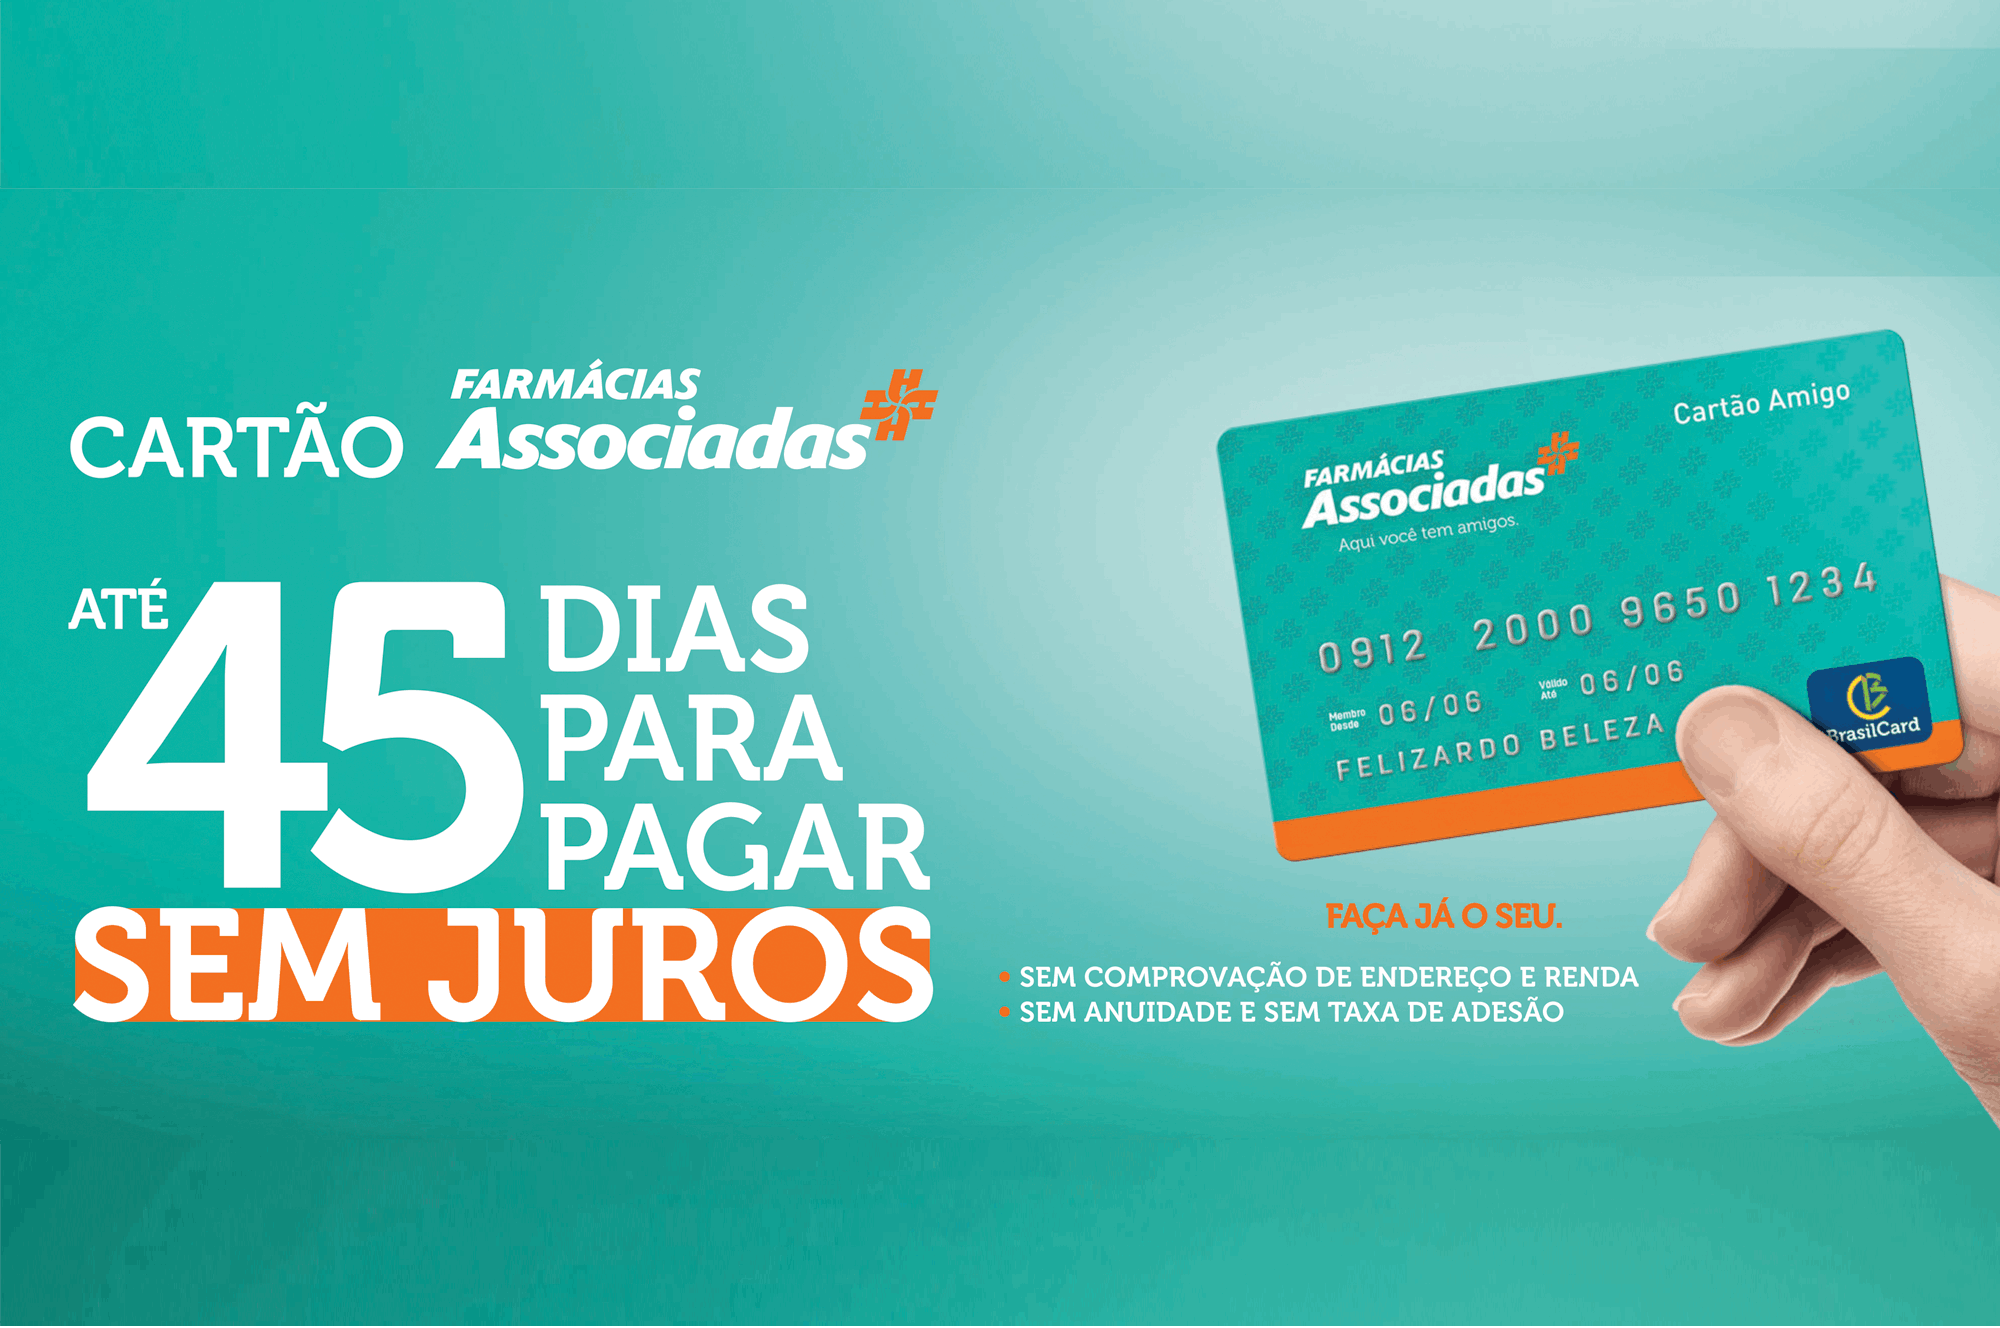 CARTÃO FARMÁCIAS
Associadas
ATÉ 45 DIAS
PARA
PAGAR
SEM JUROS
Cartão Amigo
FARMÁCIAS
Associadas
Aqui você tem amigos.
0912 2000 9650 1234
Membro Desde 06/06 Válido Até 06/06
FELIZARDO BELEZA
BrasilCard
FAÇA JÁ O SEU.
• SEM COMPROVAÇÃO DE ENDEREÇO E RENDA
• SEM ANUIDADE E SEM TAXA DE ADESÃO